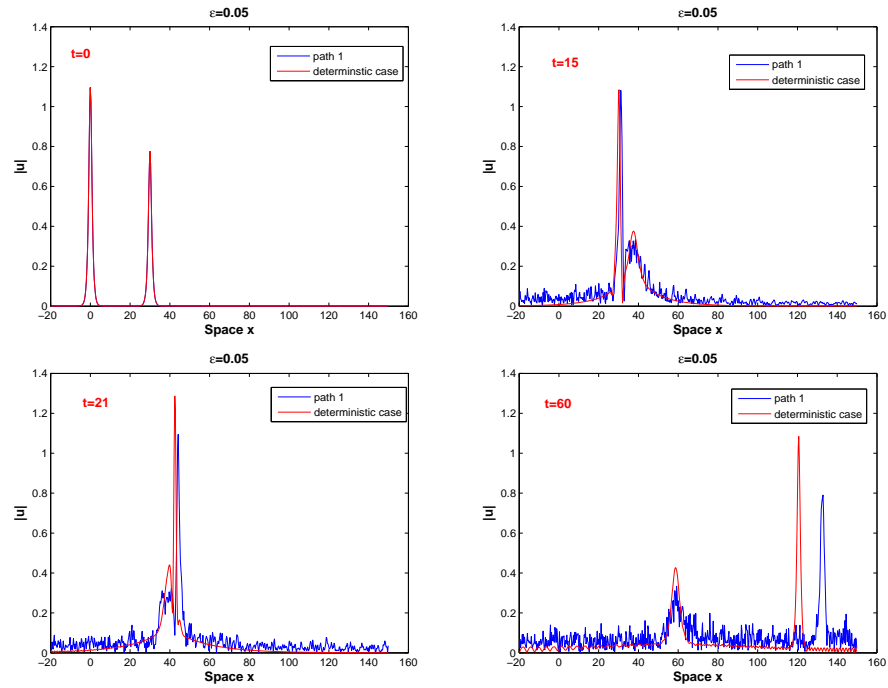 ε=0.05
t=0
path 1
determinstic case
|u|
1.4
1.2
1
0.8
0.6
0.4
0.2
0
−20 0 20 40 60 80 100 120 140 160
Space x
ε=0.05
t=15
path 1
deterministic case
|u|
1.4
1.2
1
0.8
0.6
0.4
0.2
0
−20 0 20 40 60 80 100 120 140 160
Space x
ε=0.05
t=21
path 1
deterministic case
|u|
1.4
1.2
1
0.8
0.6
0.4
0.2
0
−20 0 20 40 60 80 100 120 140 160
Space x
ε=0.05
t=60
path 1
deterministic case
|u|
1.4
1.2
1
0.8
0.6
0.4
0.2
0
−20 0 20 40 60 80 100 120 140 160
Space x